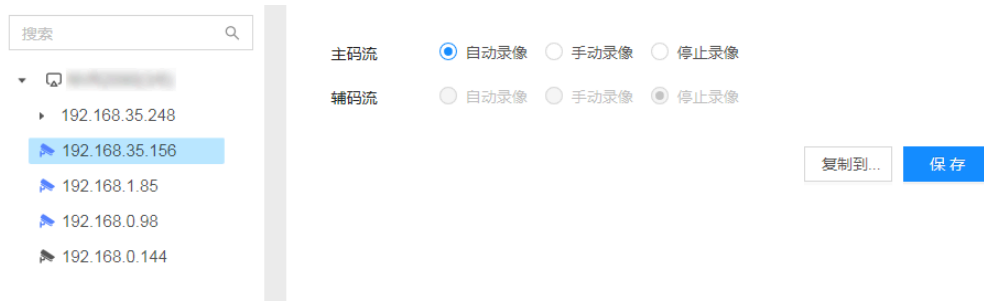 搜索
192.168.35.248
192.168.35.156
192.168.1.85
192.168.0.98
192.168.0.144
主码流 自动录像 手动录像 停止录像
辅码流 自动录像 手动录像 停止录像
复制到... 保存